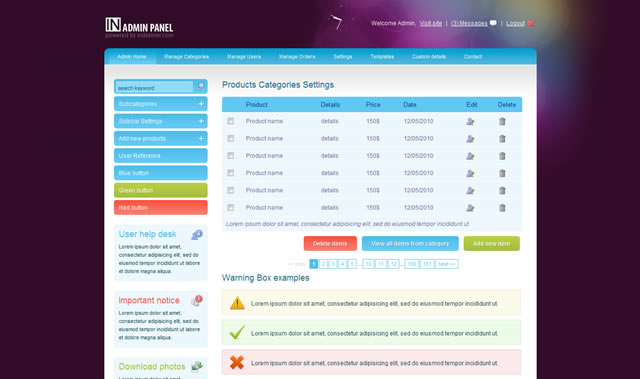 IN ADMIN PANEL
powered by indeziner.com
Welcome Admin, Visit site | (3) Messages | Logout
Admin Home Manage Categories Manage Users Manage Orders Settings Templates Custom details Contact
search keyword
Subcategories +
Sidebar Settings +
Add new products +
User Reference
Blue button
Green button
Red button
User help desk
Lorem ipsum dolor sit amet,
consectetur adipisicing elit,
sed do eiusmod tempor
incididunt ut labore et
dolore magna aliqua.
Important notice
Lorem ipsum dolor sit amet,
consectetur adipisicing elit,
sed do eiusmod tempor
incididunt ut labore et
dolore magna aliqua.
Download photos
Lorem ipsum dolor sit amet,
Products Categories Settings
Product Details Price Date Edit Delete
Product name details 150$ 12/05/2010
Product name details 150$ 12/05/2010
Product name details 150$ 12/05/2010
Product name details 150$ 12/05/2010
Product name details 150$ 12/05/2010
Product name details 150$ 12/05/2010
Lorem ipsum dolor sit amet, consectetur adipisicing elit, sed do eiusmod tempor incididunt ut.
Delete items View all items from category Add new item
<< prev 1 2 3 4 5 ... 10 11 12 ... 100 101 next >>
Warning Box examples
Lorem ipsum dolor sit amet, consectetur adipisicing elit, sed do eiusmod tempor incididunt ut.
Lorem ipsum dolor sit amet, consectetur adipisicing elit, sed do eiusmod tempor incididunt ut.
Lorem ipsum dolor sit amet, consectetur adipisicing elit, sed do eiusmod tempor incididunt ut.